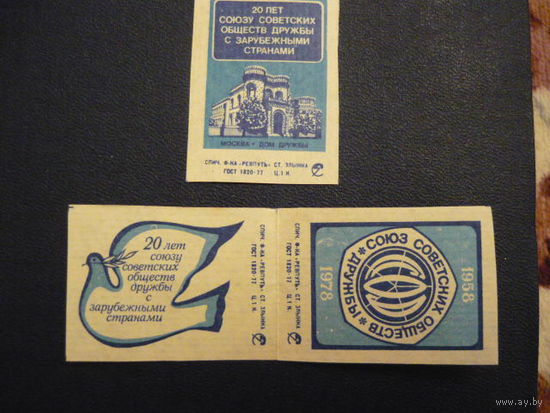 20 ЛЕТ
СОЮЗУ СОВЕТСКИХ
ОБЩЕСТВ ДРУЖБЫ
С ЗАРУБЕЖНЫМИ
СТРАНАМИ
МОСКВА • ДОМ ДРУЖБЫ
СПИЧ. Ф-КА «РЕВПУТЬ» СТ. ЗЛЫНКА
ГОСТ 1820-77 Ц. 1 К.
20 лет
союзу
советских
обществ
дружбы
с
зарубежными
странами
СПИЧ. Ф-КА «РЕВПУТЬ» СТ. ЗЛЫНКА
ГОСТ 1820-77 Ц. 1 К.
СПИЧ. Ф-КА «РЕВПУТЬ» СТ. ЗЛЫНКА
ГОСТ 1820-77 Ц. 1 К.
1978
СОЮЗ СОВЕТСКИХ ОБЩЕСТВ * ДРУЖБЫ *
1958
www.ay.by